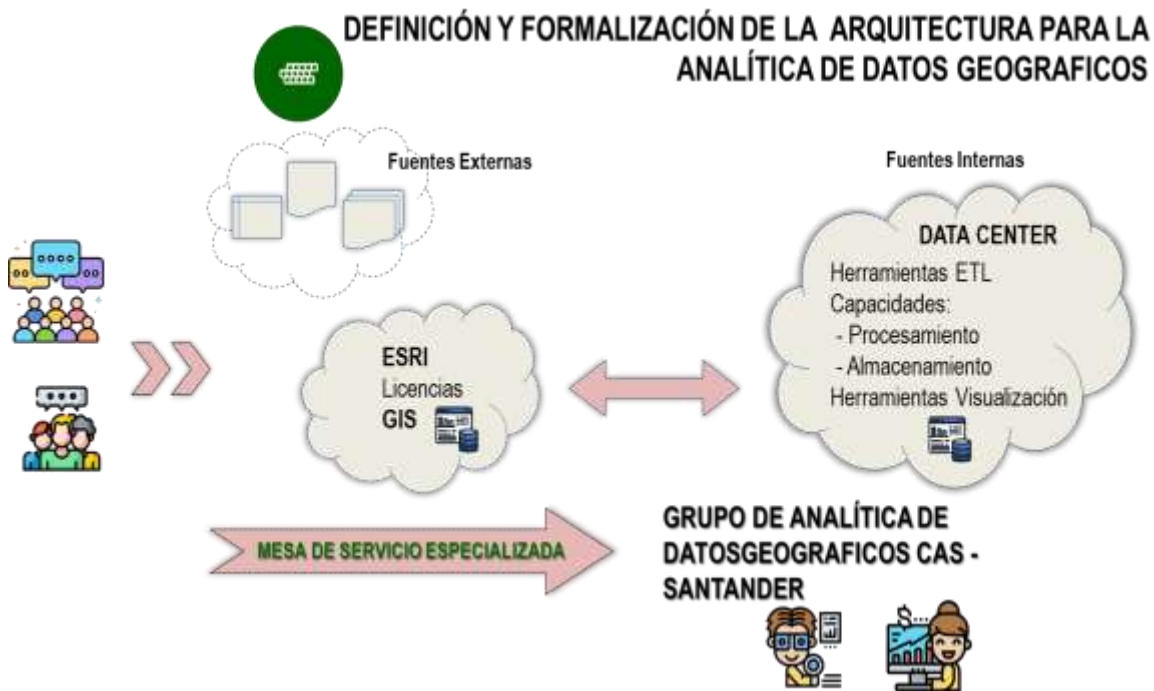 DEFINICIÓN Y FORMALIZACIÓN DE LA ARQUITECTURA PARA LA
ANALÍTICA DE DATOS GEOGRAFICOS
Fuentes Externas
Fuentes Internas
DATA CENTER
Herramientas ETL
Capacidades:
- Procesamiento
- Almacenamiento
Herramientas Visualización
ESRI
Licencias
GIS
MESA DE SERVICIO ESPECIALIZADA
GRUPO DE ANALÍTICA DE
DATOSGEOGRAFICOS CAS -
SANTANDER